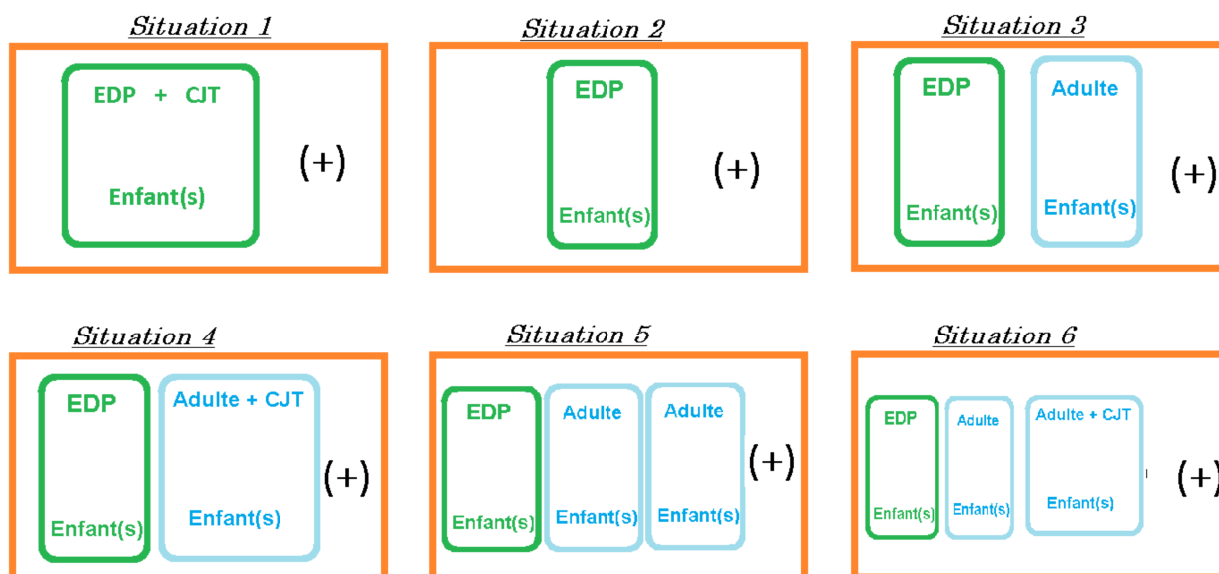 Situation 1
EDP + CJT
Enfant(s)
(+)
Situation 2
EDP
Enfant(s)
(+)
Situation 3
EDP
Enfant(s)
Adulte
Enfant(s)
(+)
Situation 4
EDP
Enfant(s)
Adulte + CJT
Enfant(s)
(+)
Situation 5
EDP
Enfant(s)
Adulte
Enfant(s)
Adulte
Enfant(s)
(+)
Situation 6
EDP
Enfant(s)
Adulte
Enfant(s)
Adulte + CJT
Enfant(s)
(+)